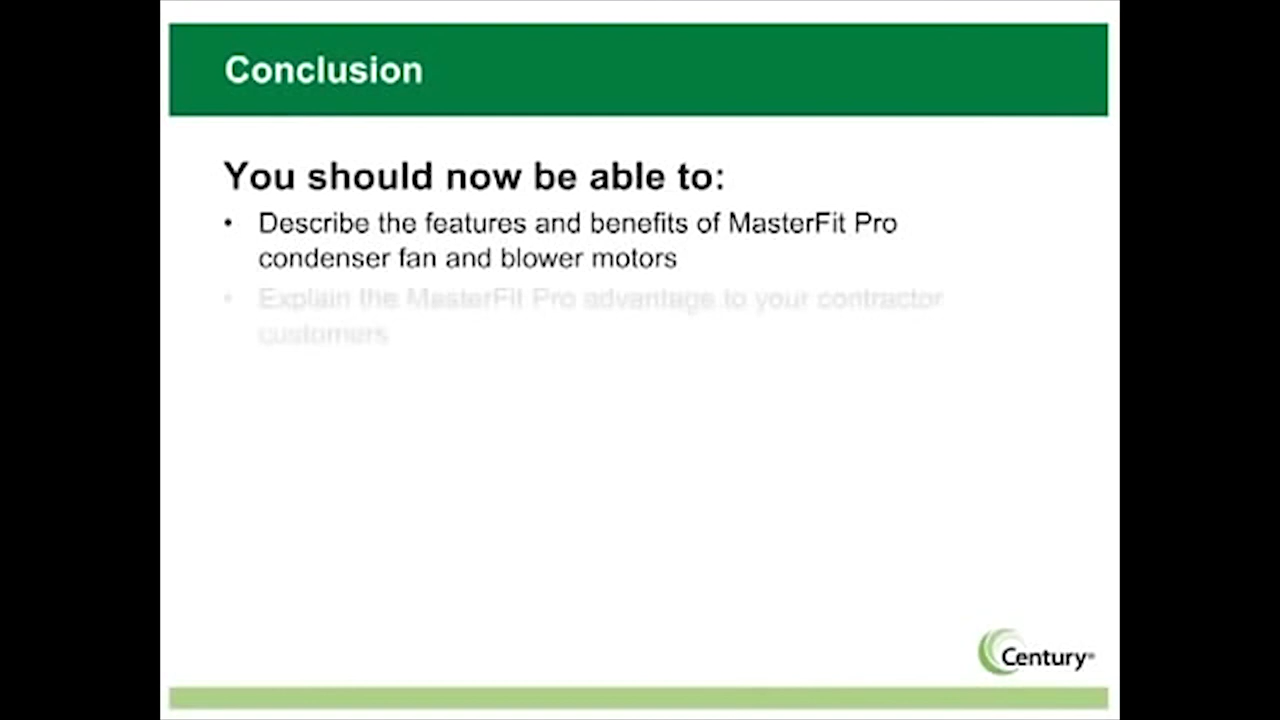 Conclusion
You should now be able to:
• Describe the features and benefits of MasterFit Pro
condenser fan and blower motors
• Explain the MasterFit Pro advantage to your contractor
customers
Century®